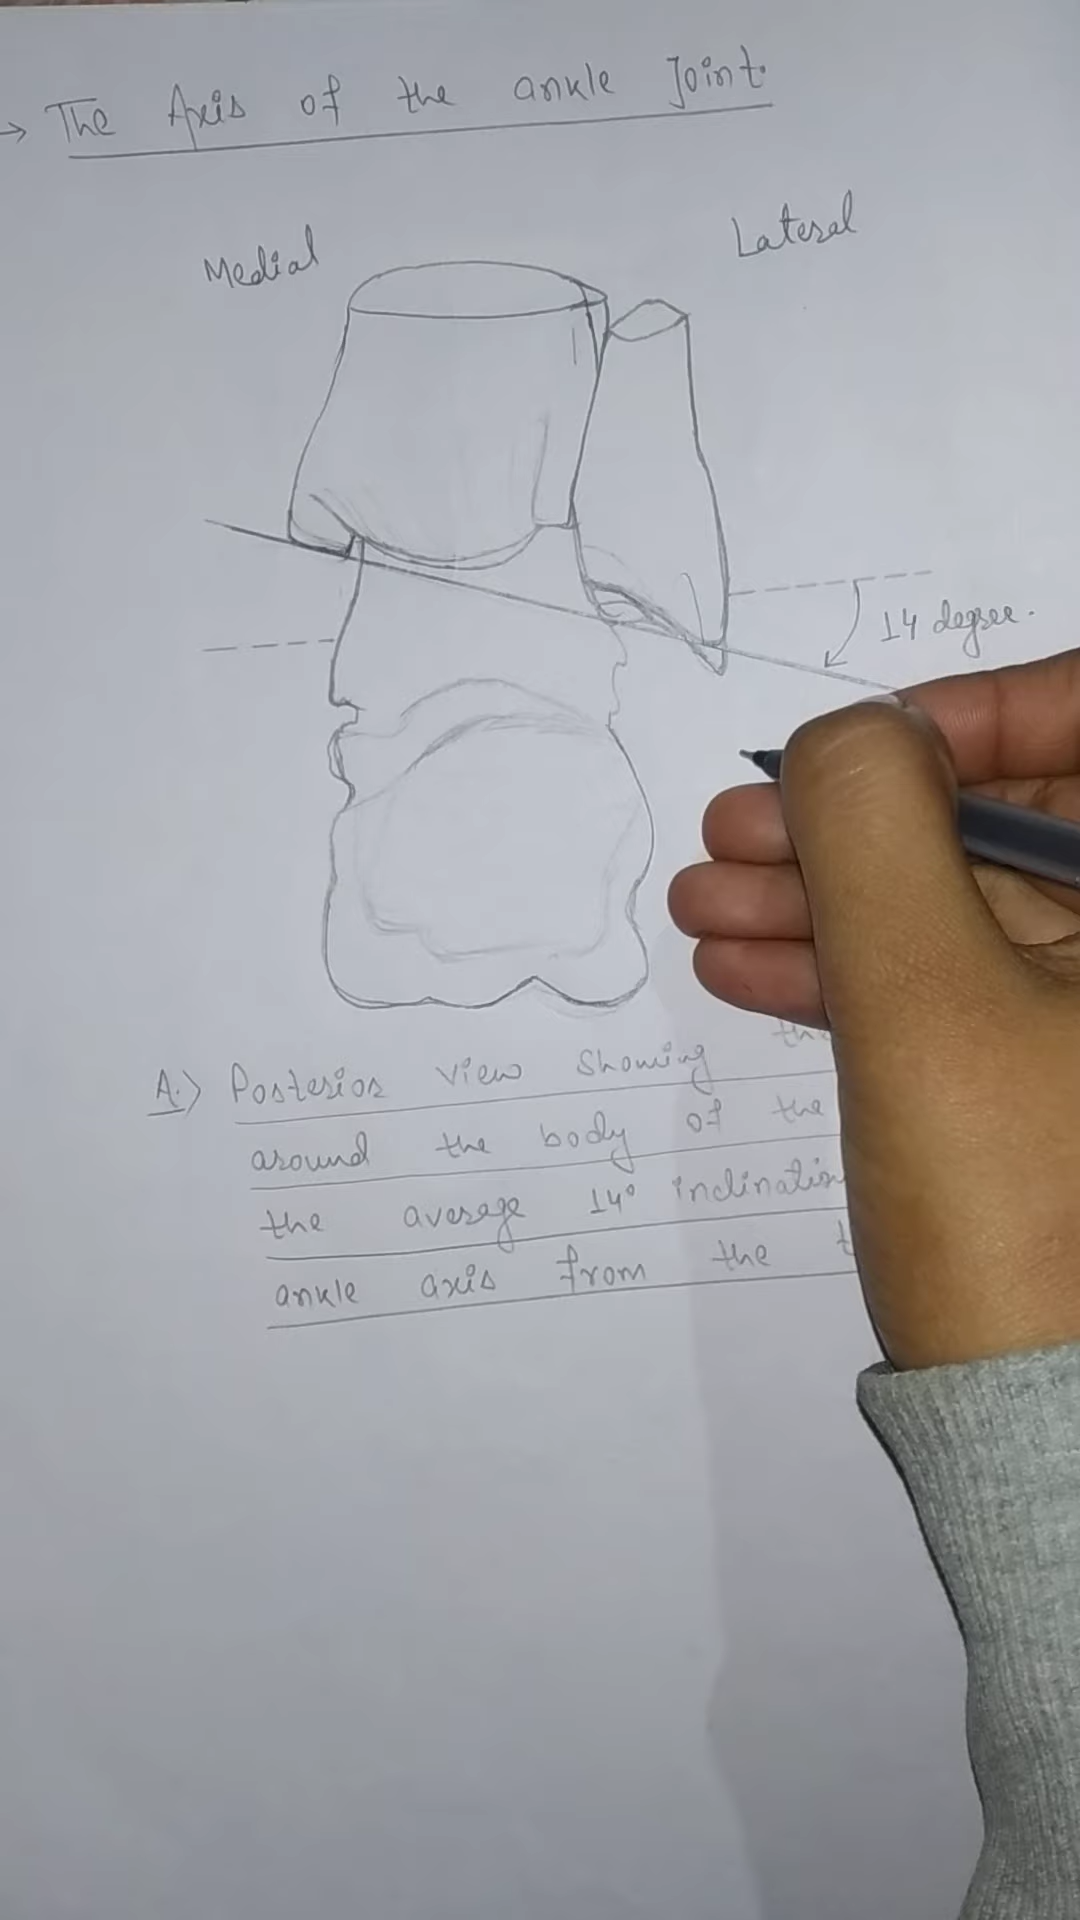 → The Axis of the ankle Joint.
Medial
Lateral
14 degree.
A.) Posterior view showing
around the body of the
the average 14° inclination
ankle axis from the